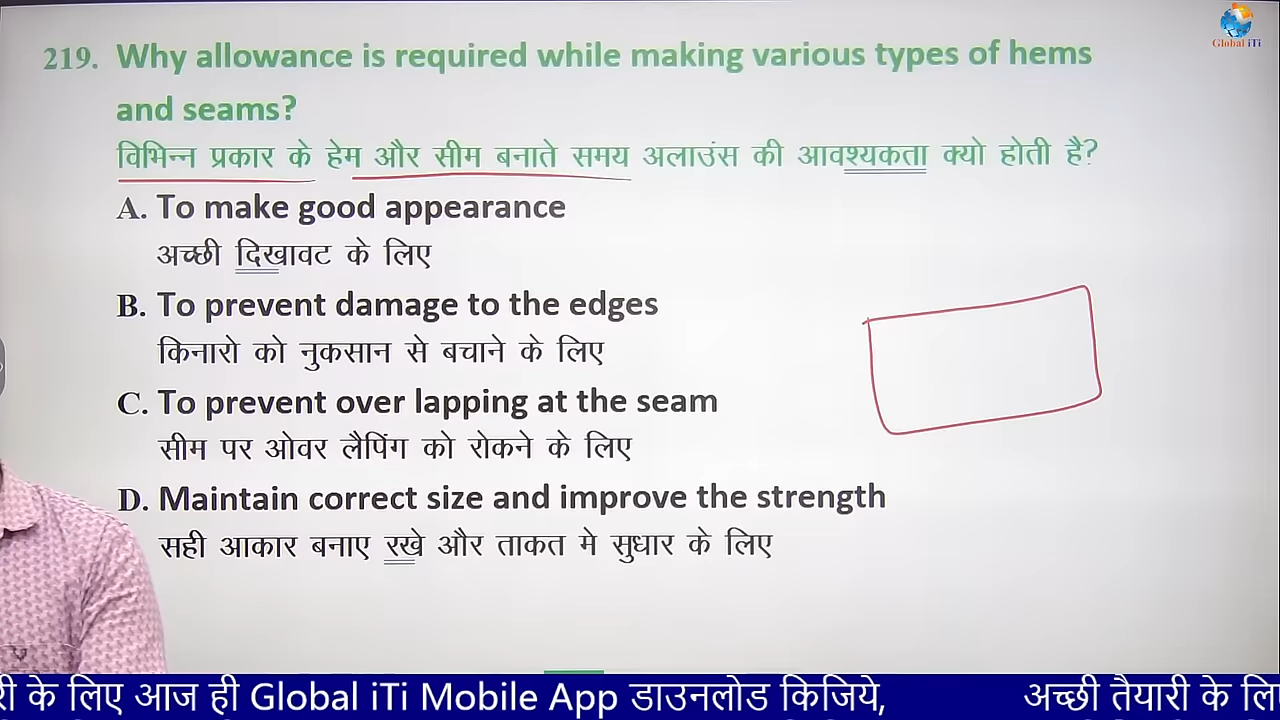 Global iTi
219. Why allowance is required while making various types of hems
and seams?
विभिन्न प्रकार के हेम और सीम बनाते समय अलाउंस की आवश्यकता क्यो होती है?
A. To make good appearance
अच्छी दिखावट के लिए
B. To prevent damage to the edges
किनारो को नुकसान से बचाने के लिए
C. To prevent over lapping at the seam
सीम पर ओवर लैपिंग को रोकने के लिए
D. Maintain correct size and improve the strength
सही आकार बनाए रखे और ताकत मे सुधार के लिए
री के लिए आज ही Global iTi Mobile App डाउनलोड किजिये, अच्छी तैयारी के लि